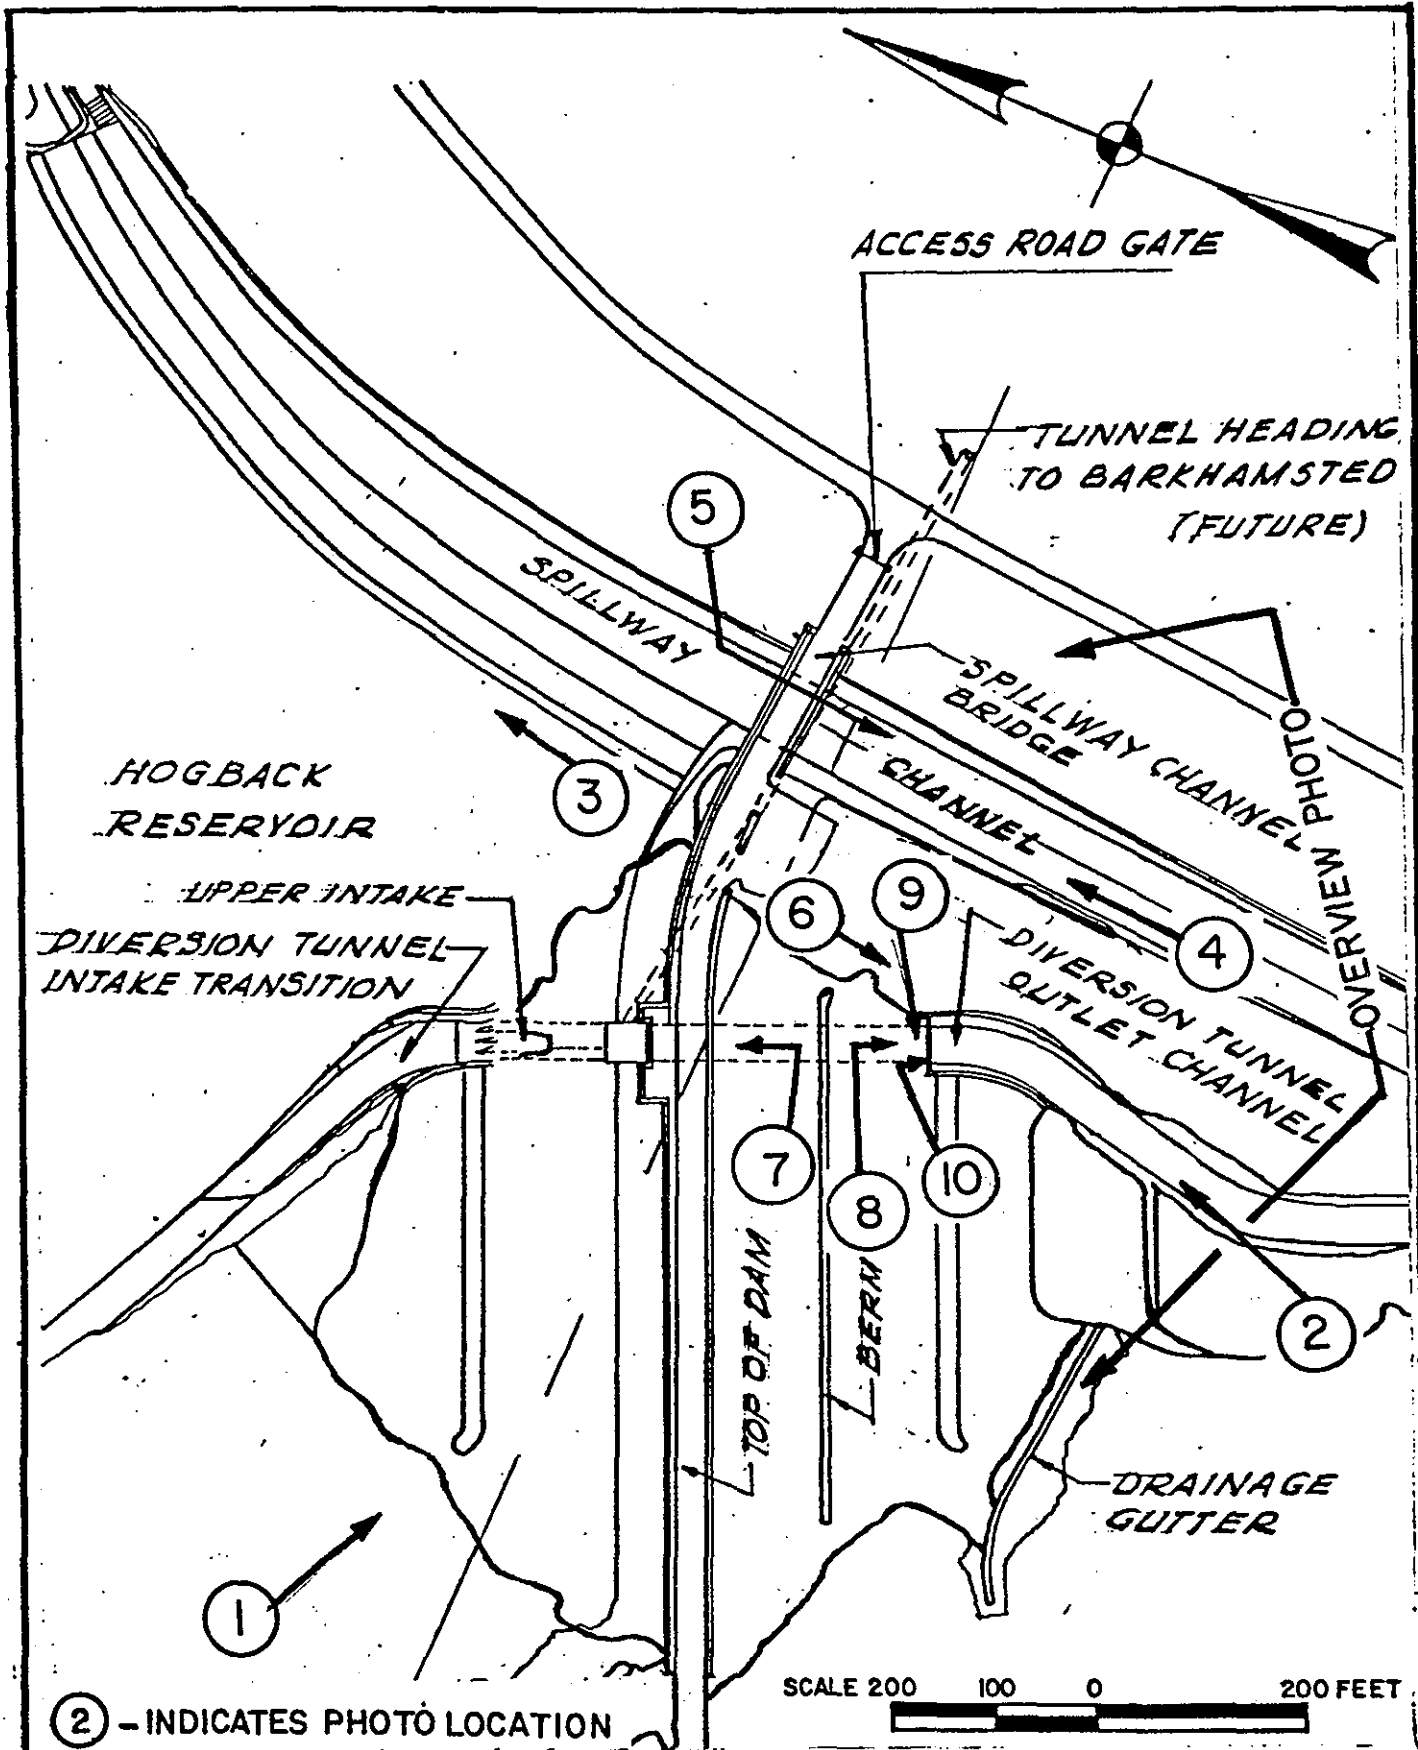 ACCESS ROAD GATE
TUNNEL HEADING
TO BARKHAMSTED
(FUTURE)
5
SPILLWAY
SPILLWAY CHANNEL
BRIDGE
CHANNEL
OVERVIEW PHOTO
HOGBACK
RESERVOIR
3
UPPER INTAKE
DIVERSION TUNNEL
INTAKE TRANSITION
6
9
4
DIVERSION TUNNEL
OUTLET CHANNEL
7
8
10
TOP OF DAM
BERM
2
DRAINAGE
GUTTER
1
SCALE 200 100 0 200 FEET
2 - INDICATES PHOTO LOCATION